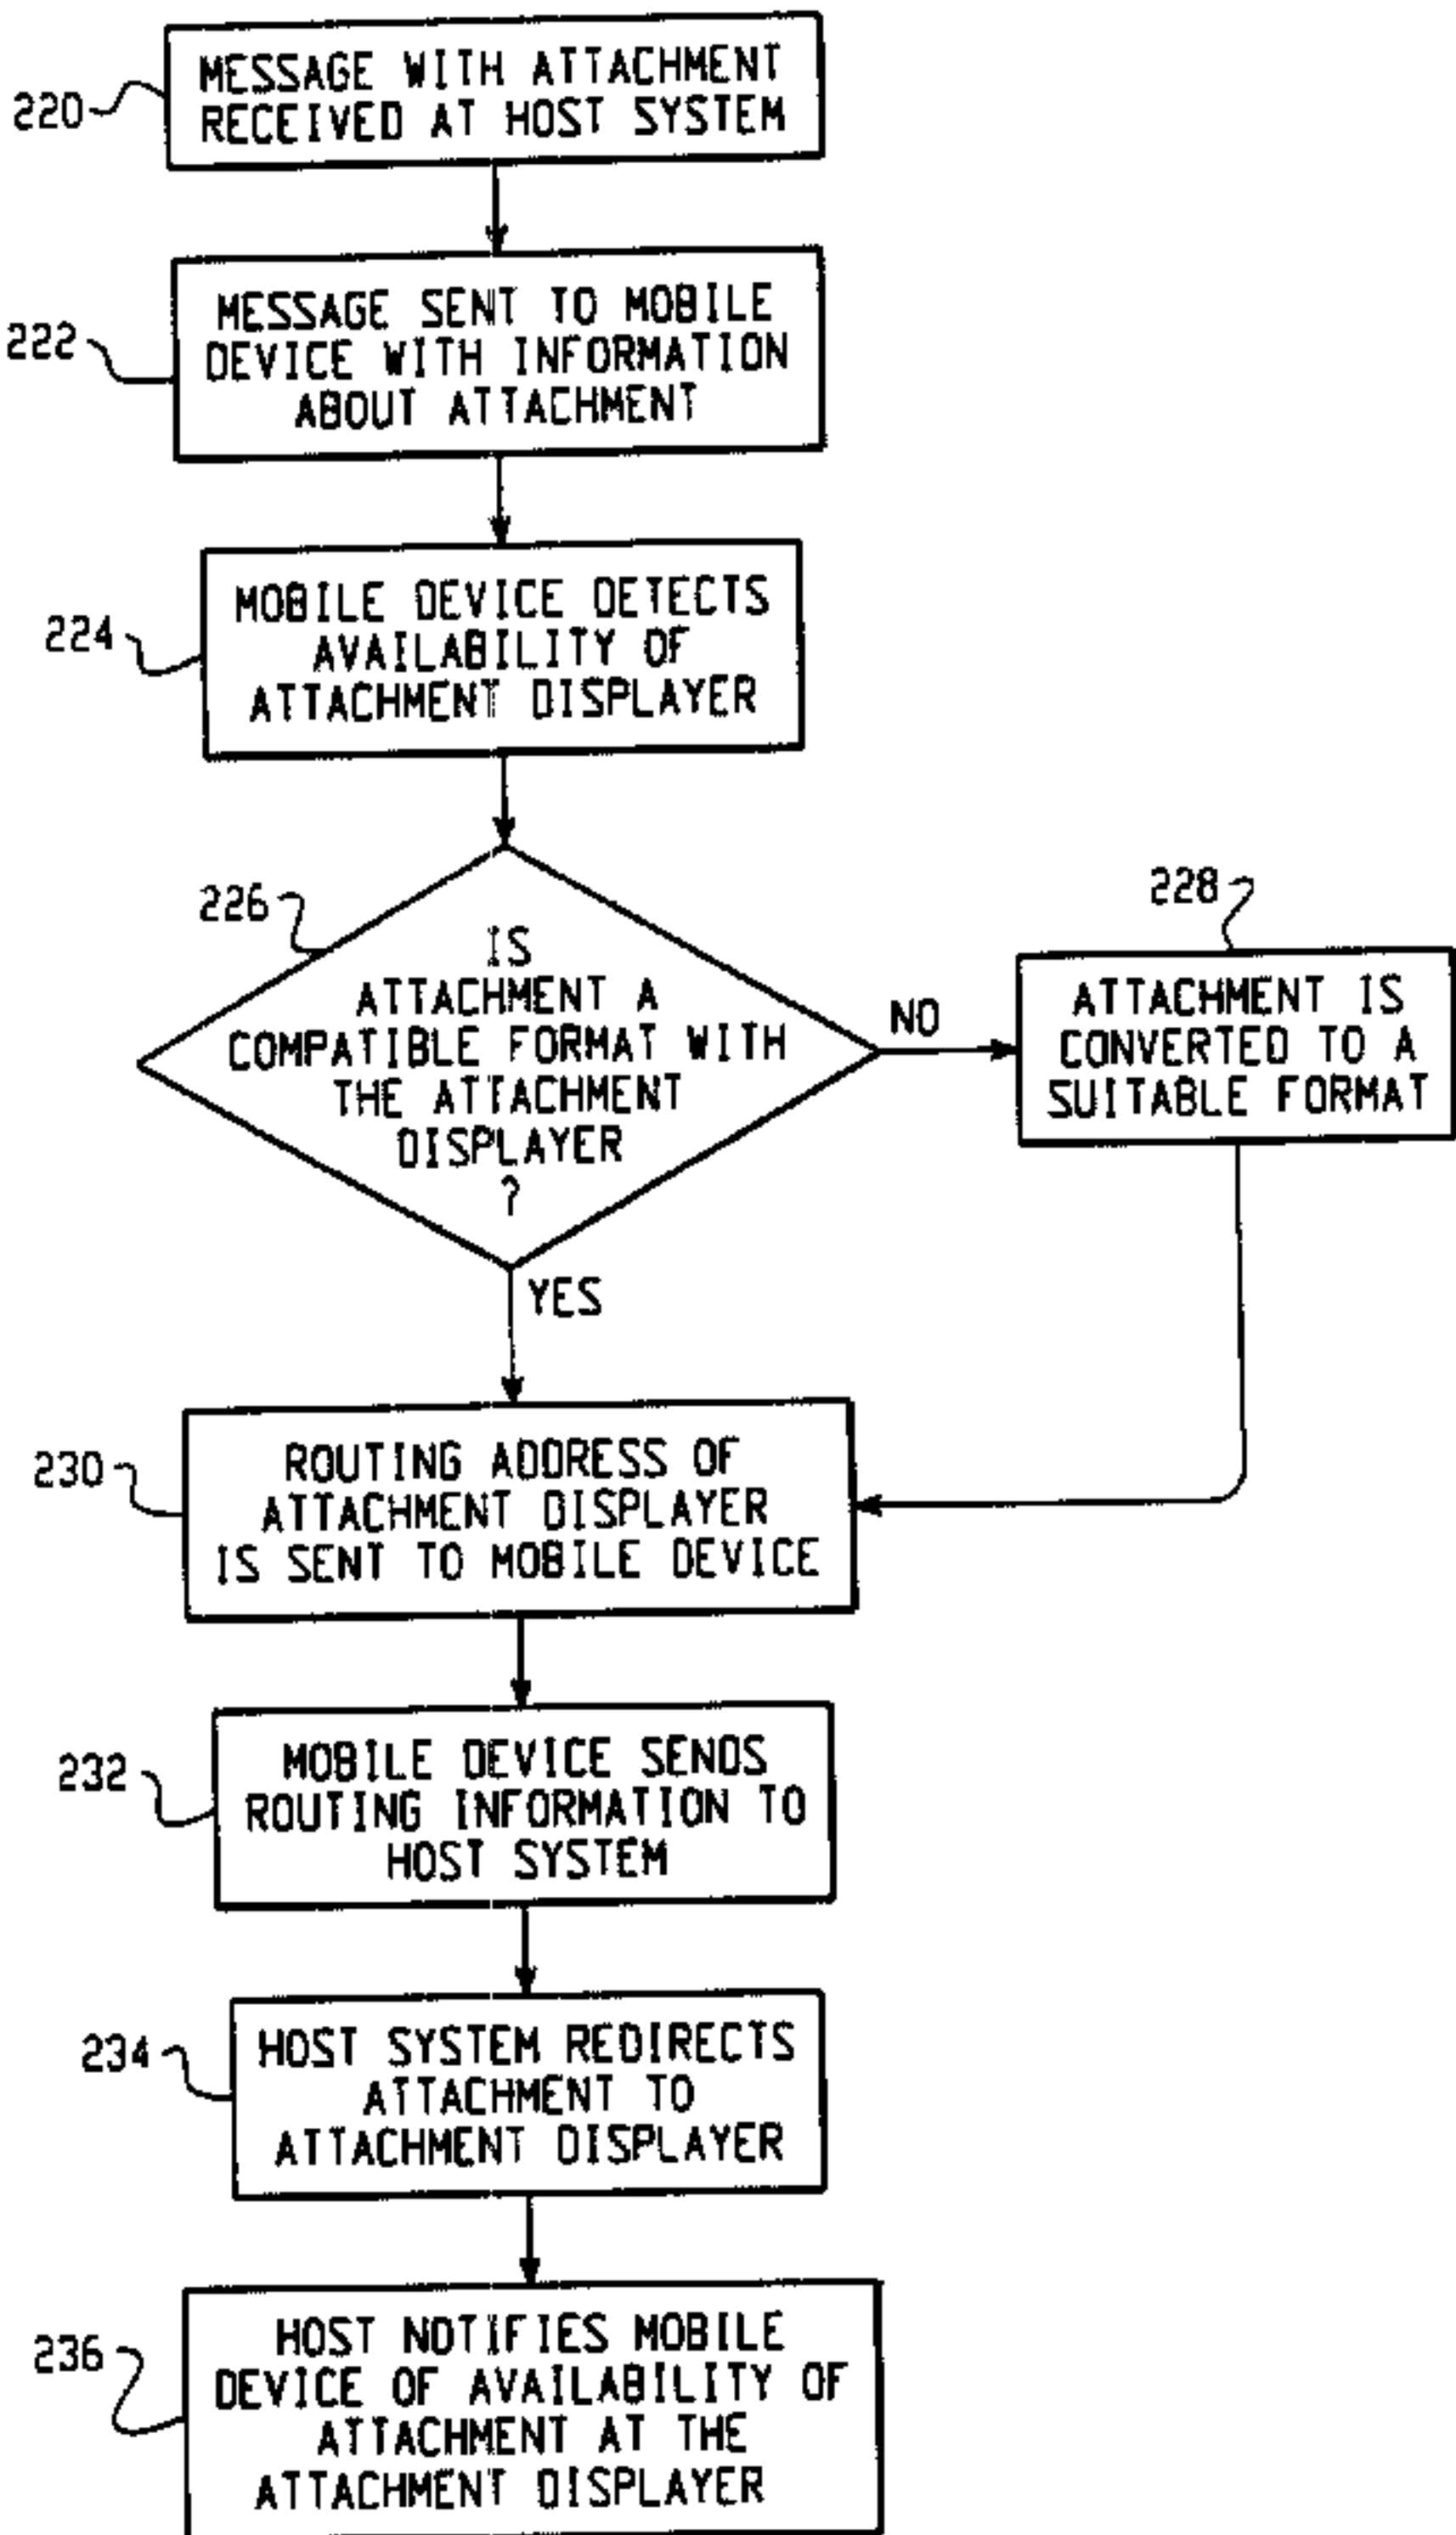 220
MESSAGE WITH ATTACHMENT
RECEIVED AT HOST SYSTEM
222
MESSAGE SENT TO MOBILE
DEVICE WITH INFORMATION
ABOUT ATTACHMENT
224
MOBILE DEVICE DETECTS
AVAILABILITY OF
ATTACHMENT DISPLAYER
226
IS
ATTACHMENT A
COMPATIBLE FORMAT WITH
THE ATTACHMENT
DISPLAYER
?
NO
228
ATTACHMENT IS
CONVERTED TO A
SUITABLE FORMAT
YES
230
ROUTING ADDRESS OF
ATTACHMENT DISPLAYER
IS SENT TO MOBILE DEVICE
232
MOBILE DEVICE SENDS
ROUTING INFORMATION TO
HOST SYSTEM
234
HOST SYSTEM REDIRECTS
ATTACHMENT TO
ATTACHMENT DISPLAYER
236
HOST NOTIFIES MOBILE
DEVICE OF AVAILABILITY OF
ATTACHMENT AT THE
ATTACHMENT DISPLAYER